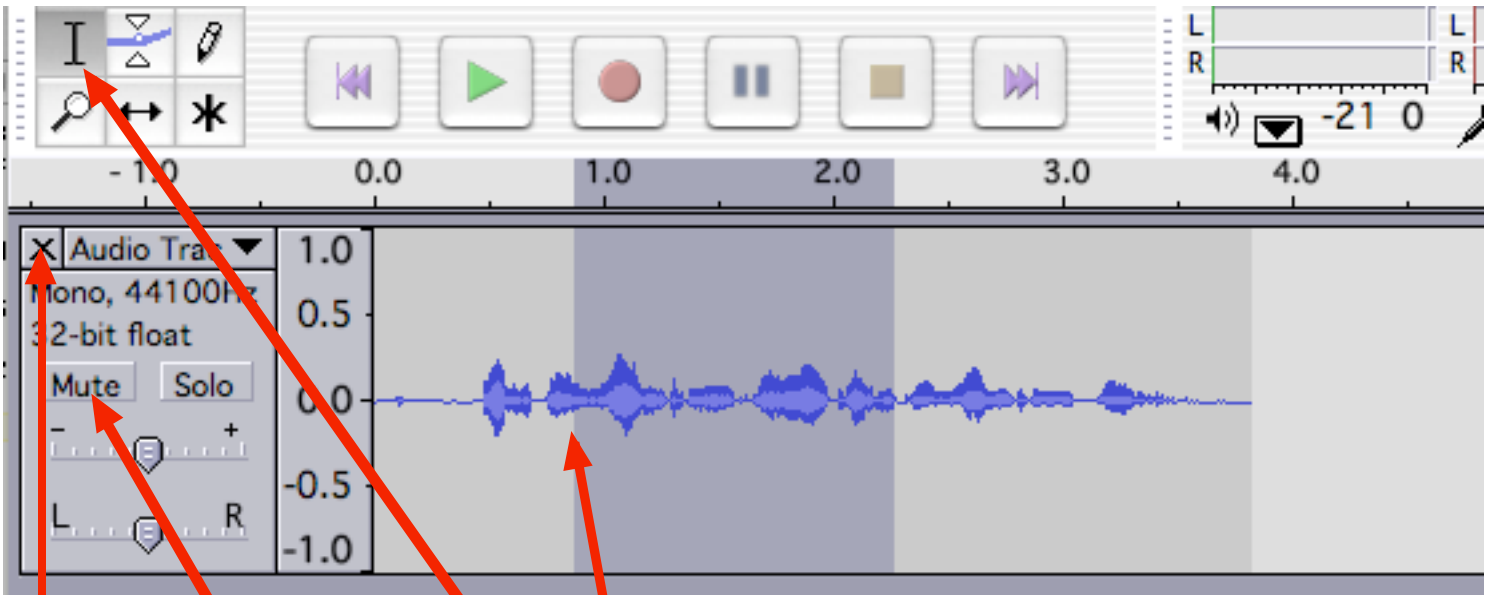 L L
R R
-21 0
- 1.0 0.0 1.0 2.0 3.0 4.0
X Audio Trac
Mono, 44100Hz
32-bit float
Mute Solo
- +
L R
1.0
0.5
0.0
-0.5
-1.0